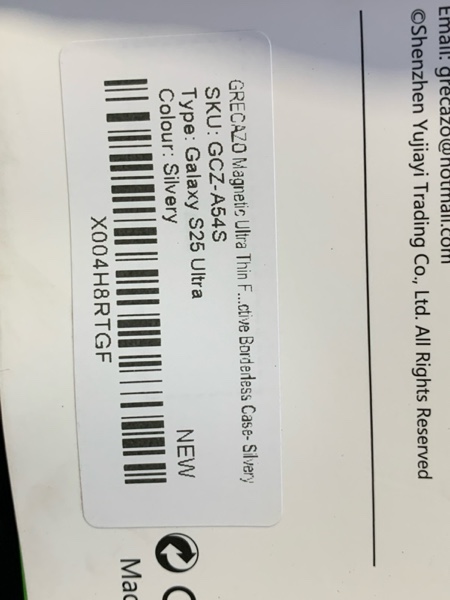 Email: grecazo@hotmail.com
©Shenzhen Yujiayi Trading Co., Ltd. All Rights Reserved
GRECAZO Magnetic Ultra Thin F...ctive Borderless Case- Silvery
SKU: GCZ-A54S
Type: Galaxy S25 Ultra
Colour: Silvery
NEW
X004H8RTGF